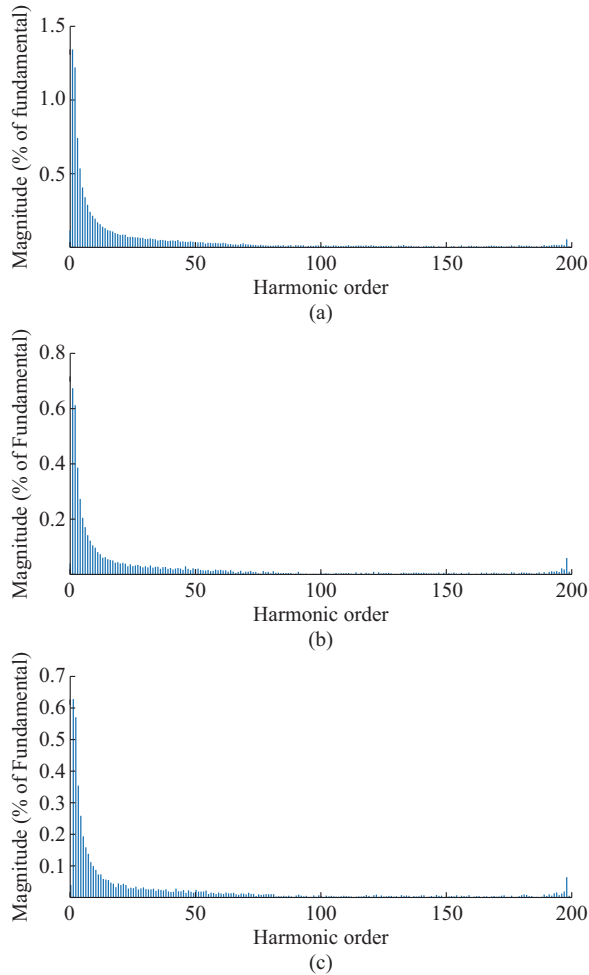 Magnitude (% of fundamental)
1.5
1.0
0.5
0 50 100 150 200
Harmonic order
(a)
Magnitude (% of Fundamental)
0.8
0.6
0.4
0.2
0 50 100 150 200
Harmonic order
(b)
Magnitude (% of Fundamental)
0.7
0.6
0.5
0.4
0.3
0.2
0.1
0 50 100 150 200
Harmonic order
(c)